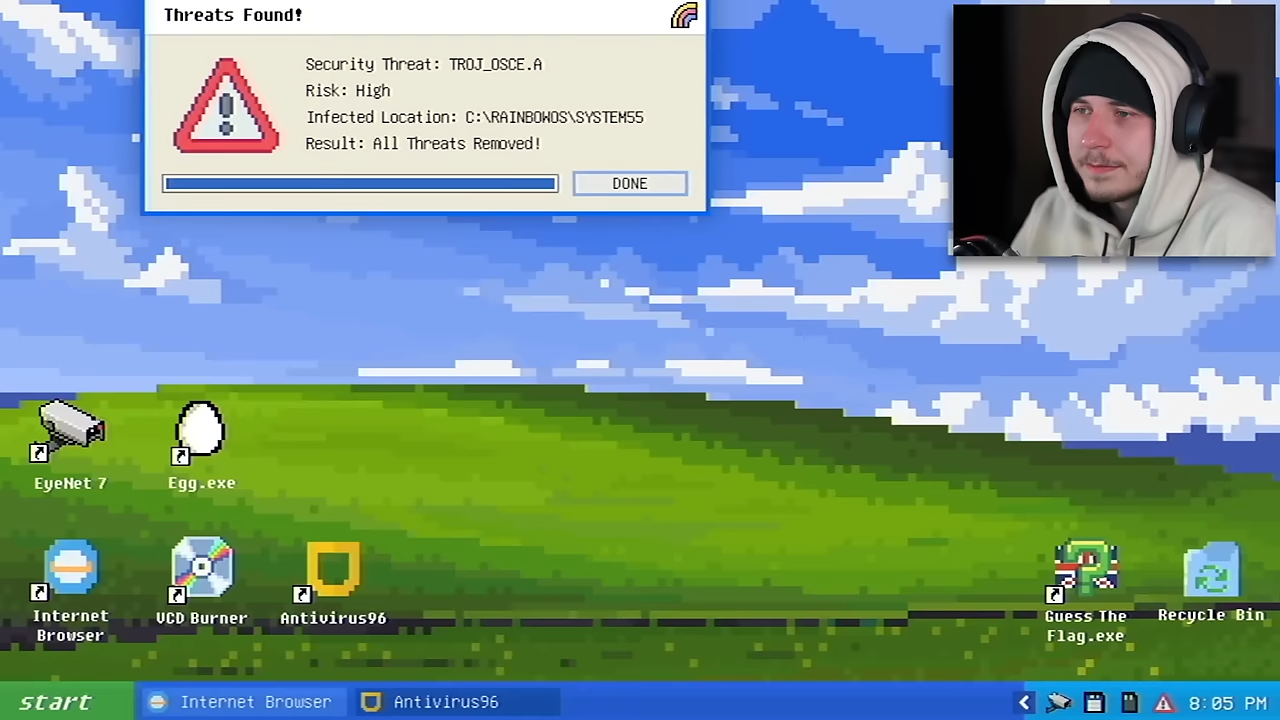 Threats Found!
Security Threat: TROJ_OSCE.A
Risk: High
Infected Location: C:\RAINBOWOS\SYSTEM55
Result: All Threats Removed!
DONE
EyeNet 7
Egg.exe
Internet
Browser
VCD Burner
Antivirus96
Guess The
Flag.exe
Recycle Bin
start
Internet Browser
Antivirus96
8:05 PM